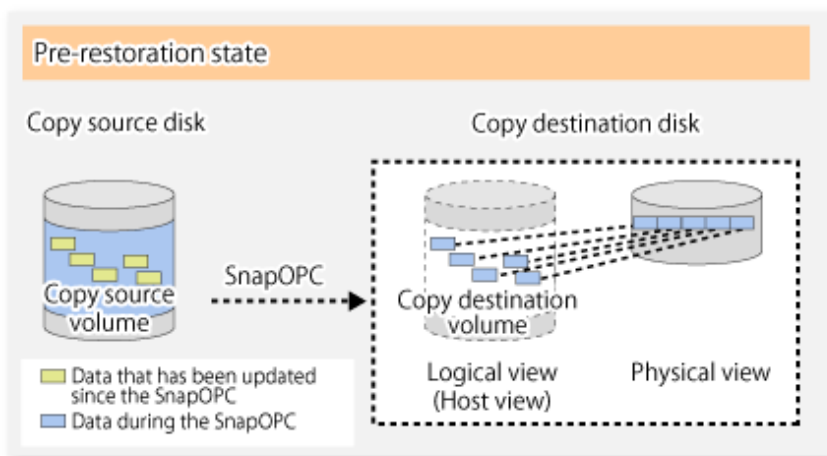 Pre-restoration state
Copy source disk
Copy destination disk
SnapOPC
Copy source
volume
Copy destination
volume
Data that has been updated
since the SnapOPC
Data during the SnapOPC
Logical view
(Host view)
Physical view